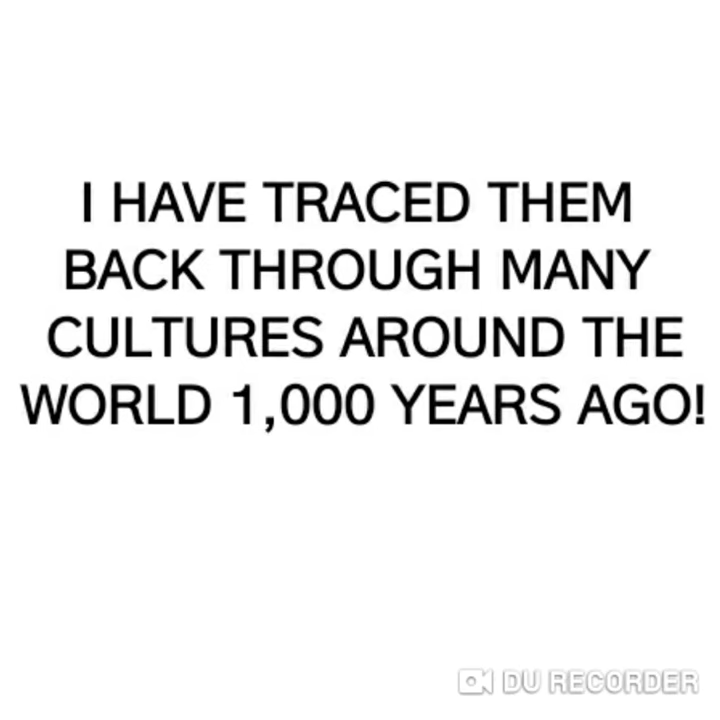 I HAVE TRACED THEM
BACK THROUGH MANY
CULTURES AROUND THE
WORLD 1,000 YEARS AGO!
DU RECORDER